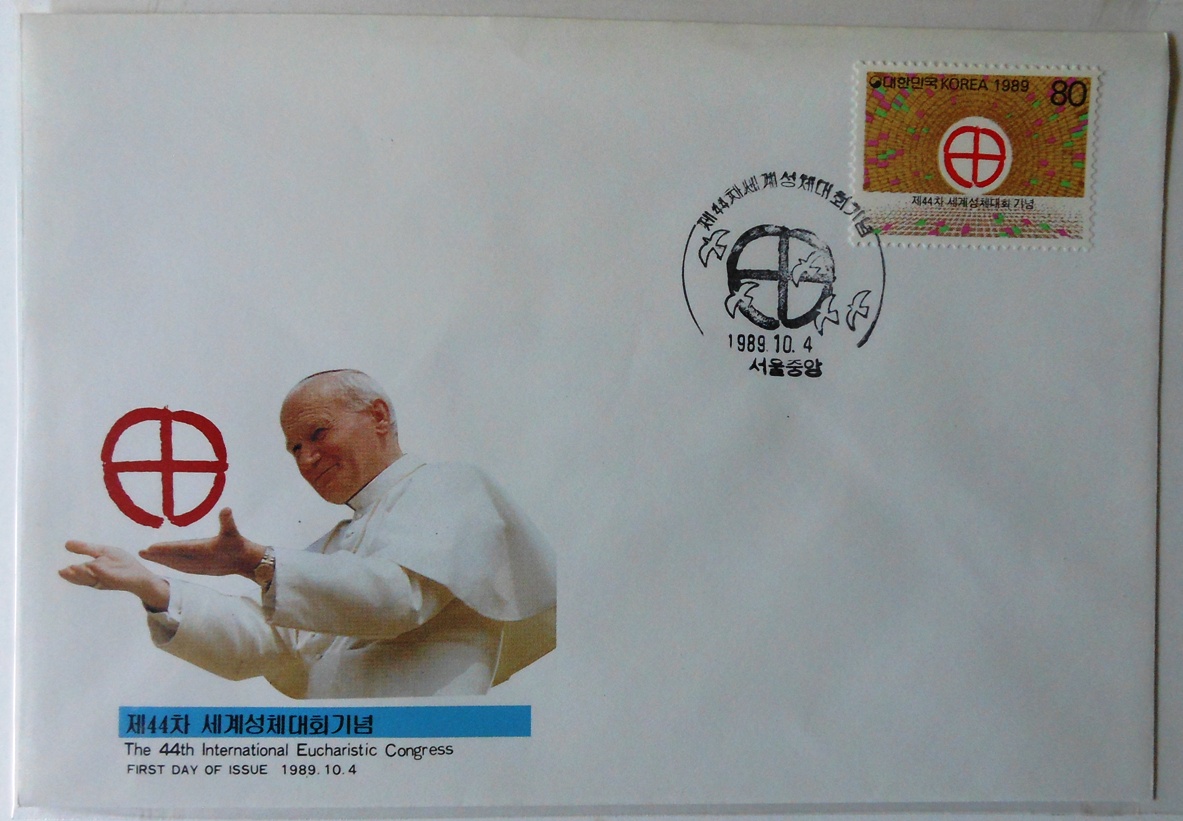 대한민국 KOREA 1989 80
제44차 세계성체대회 기념
제44차세계성체대회기념
1989.10.4
서울중앙
제44차 세계성체대회기념
The 44th International Eucharistic Congress
FIRST DAY OF ISSUE 1989.10.4